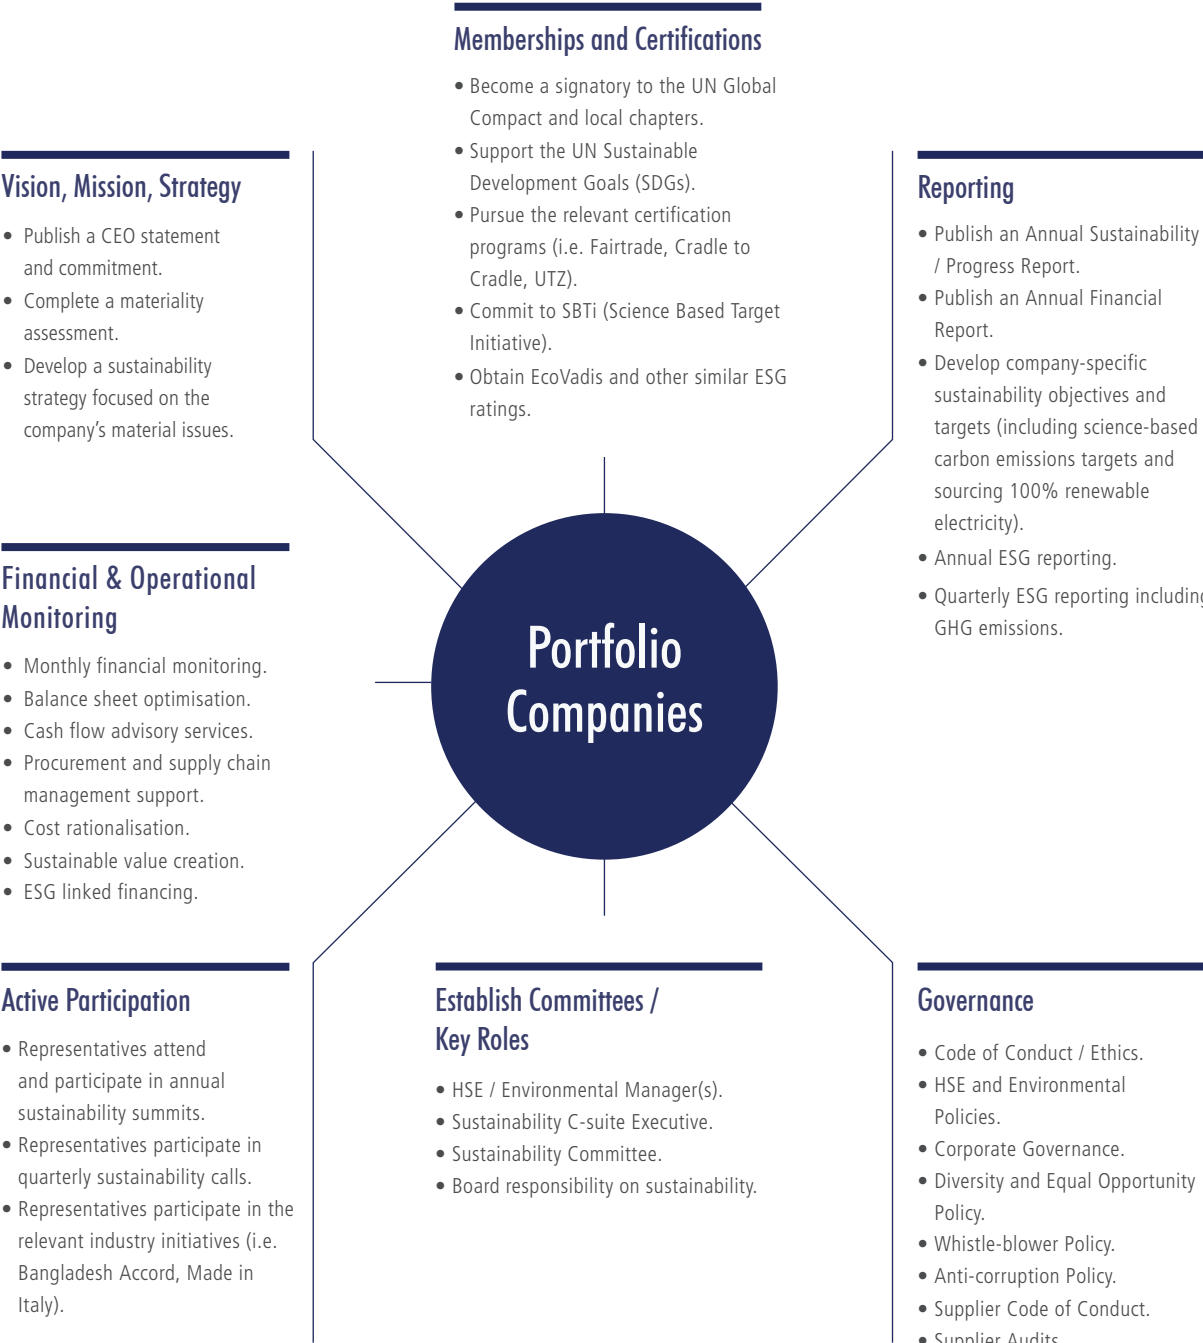 Memberships and Certifications
• Become a signatory to the UN Global
Compact and local chapters.
• Support the UN Sustainable
Development Goals (SDGs).
• Pursue the relevant certification
programs (i.e. Fairtrade, Cradle to
Cradle, UTZ).
• Commit to SBTi (Science Based Target
Initiative).
• Obtain EcoVadis and other similar ESG
ratings.
Vision, Mission, Strategy
• Publish a CEO statement
and commitment.
• Complete a materiality
assessment.
• Develop a sustainability
strategy focused on the
company's material issues.
Reporting
• Publish an Annual Sustainability
/ Progress Report.
• Publish an Annual Financial
Report.
• Develop company-specific
sustainability objectives and
targets (including science-based
carbon emissions targets and
sourcing 100% renewable
electricity).
• Annual ESG reporting.
• Quarterly ESG reporting including
GHG emissions.
Financial & Operational
Monitoring
• Monthly financial monitoring.
• Balance sheet optimisation.
• Cash flow advisory services.
• Procurement and supply chain
management support.
• Cost rationalisation.
• Sustainable value creation.
• ESG linked financing.
Portfolio
Companies
Active Participation
• Representatives attend
and participate in annual
sustainability summits.
• Representatives participate in
quarterly sustainability calls.
• Representatives participate in the
relevant industry initiatives (i.e.
Bangladesh Accord, Made in
Italy).
Establish Committees /
Key Roles
• HSE / Environmental Manager(s).
• Sustainability C-suite Executive.
• Sustainability Committee.
• Board responsibility on sustainability.
Governance
• Code of Conduct / Ethics.
• HSE and Environmental
Policies.
• Corporate Governance.
• Diversity and Equal Opportunity
Policy.
• Whistle-blower Policy.
• Anti-corruption Policy.
• Supplier Code of Conduct.
• Supplier Audits